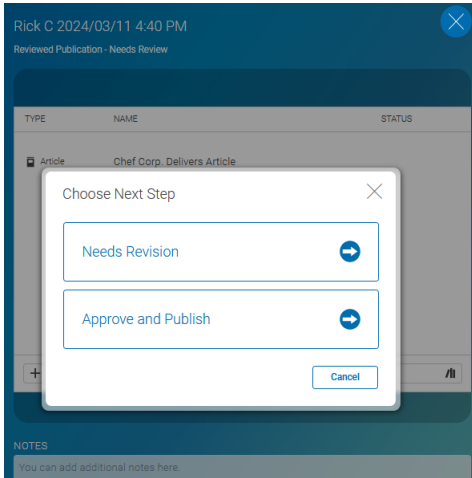 Rick C 2024/03/11 4:40 PM
Reviewed Publication - Needs Review
TYPE NAME STATUS
Article Chef Corp. Delivers Article
Choose Next Step
Needs Revision
Approve and Publish
Cancel
NOTES
You can add additional notes here.